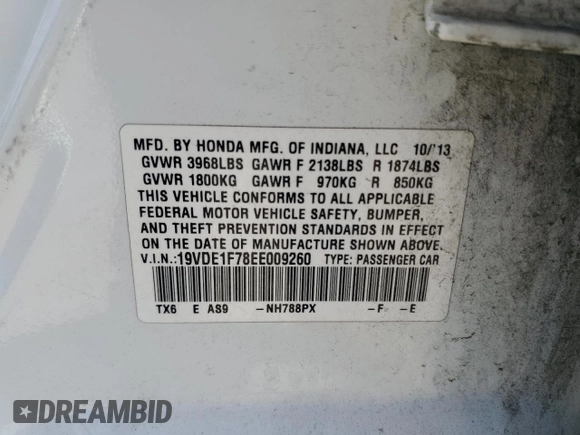 MFD. BY HONDA MFG. OF INDIANA, LLC 10/'13
GVWR 3968LBS GAWR F 2138LBS R 1874LBS
GVWR 1800KG GAWR F 970KG R 850KG
THIS VEHICLE CONFORMS TO ALL APPLICABLE
FEDERAL MOTOR VEHICLE SAFETY, BUMPER,
AND THEFT PREVENTION STANDARDS IN EFFECT
ON THE DATE OF MANUFACTURE SHOWN ABOVE.
V.I.N.:19VDE1F78EE009260 TYPE: PASSENGER CAR
TX6 E AS9 -NH788PX -F -E
DREAMBID